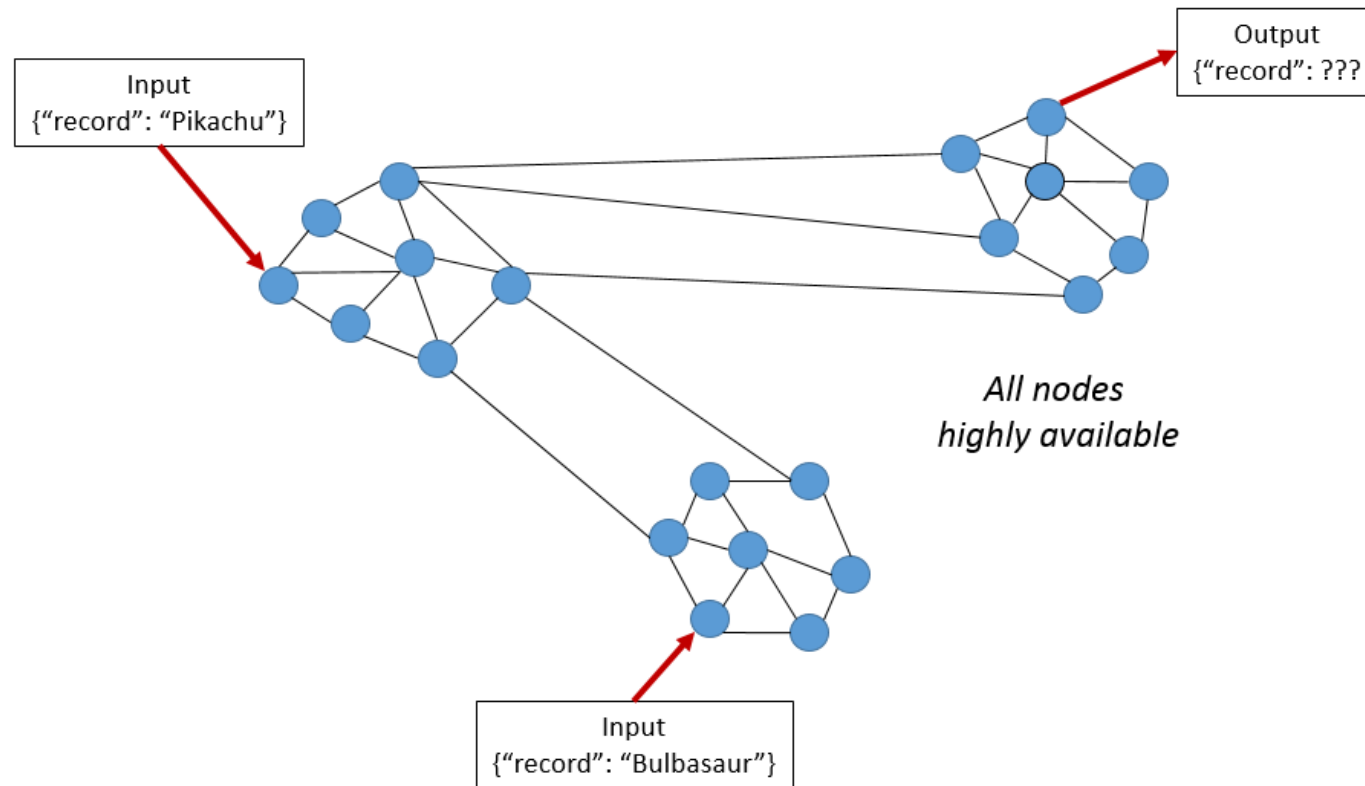 Input
{“record”: “Pikachu”}
Output
{“record”: ???
All nodes
highly available
Input
{“record”: “Bulbasaur”}